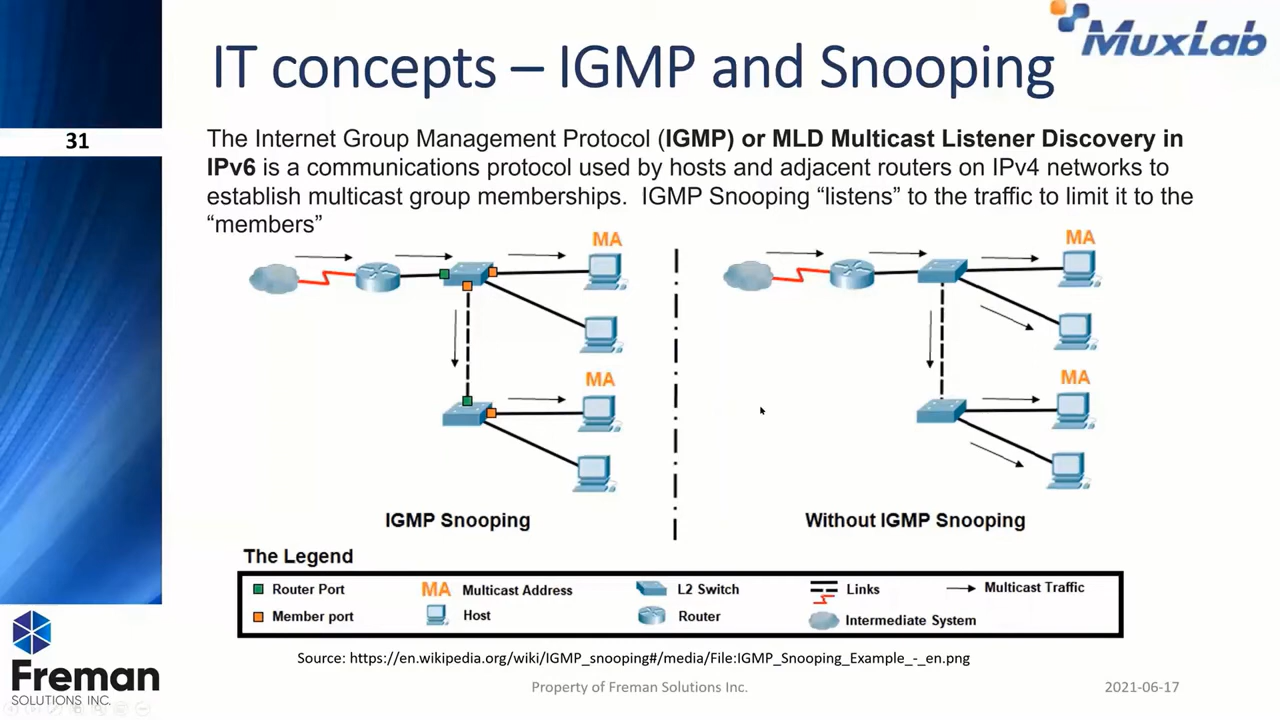 MuxLab
IT concepts – IGMP and Snooping
31
The Internet Group Management Protocol (IGMP) or MLD Multicast Listener Discovery in
IPv6 is a communications protocol used by hosts and adjacent routers on IPv4 networks to
establish multicast group memberships. IGMP Snooping “listens” to the traffic to limit it to the
“members”
MA
MA
MA
MA
IGMP Snooping
Without IGMP Snooping
The Legend
Router Port
MA Multicast Address
L2 Switch
Links
Multicast Traffic
Member port
Host
Router
Intermediate System
Source: https://en.wikipedia.org/wiki/IGMP_snooping#/media/File:IGMP_Snooping_Example_-_en.png
Freman
SOLUTIONS INC.
Property of Freman Solutions Inc.
2021-06-17